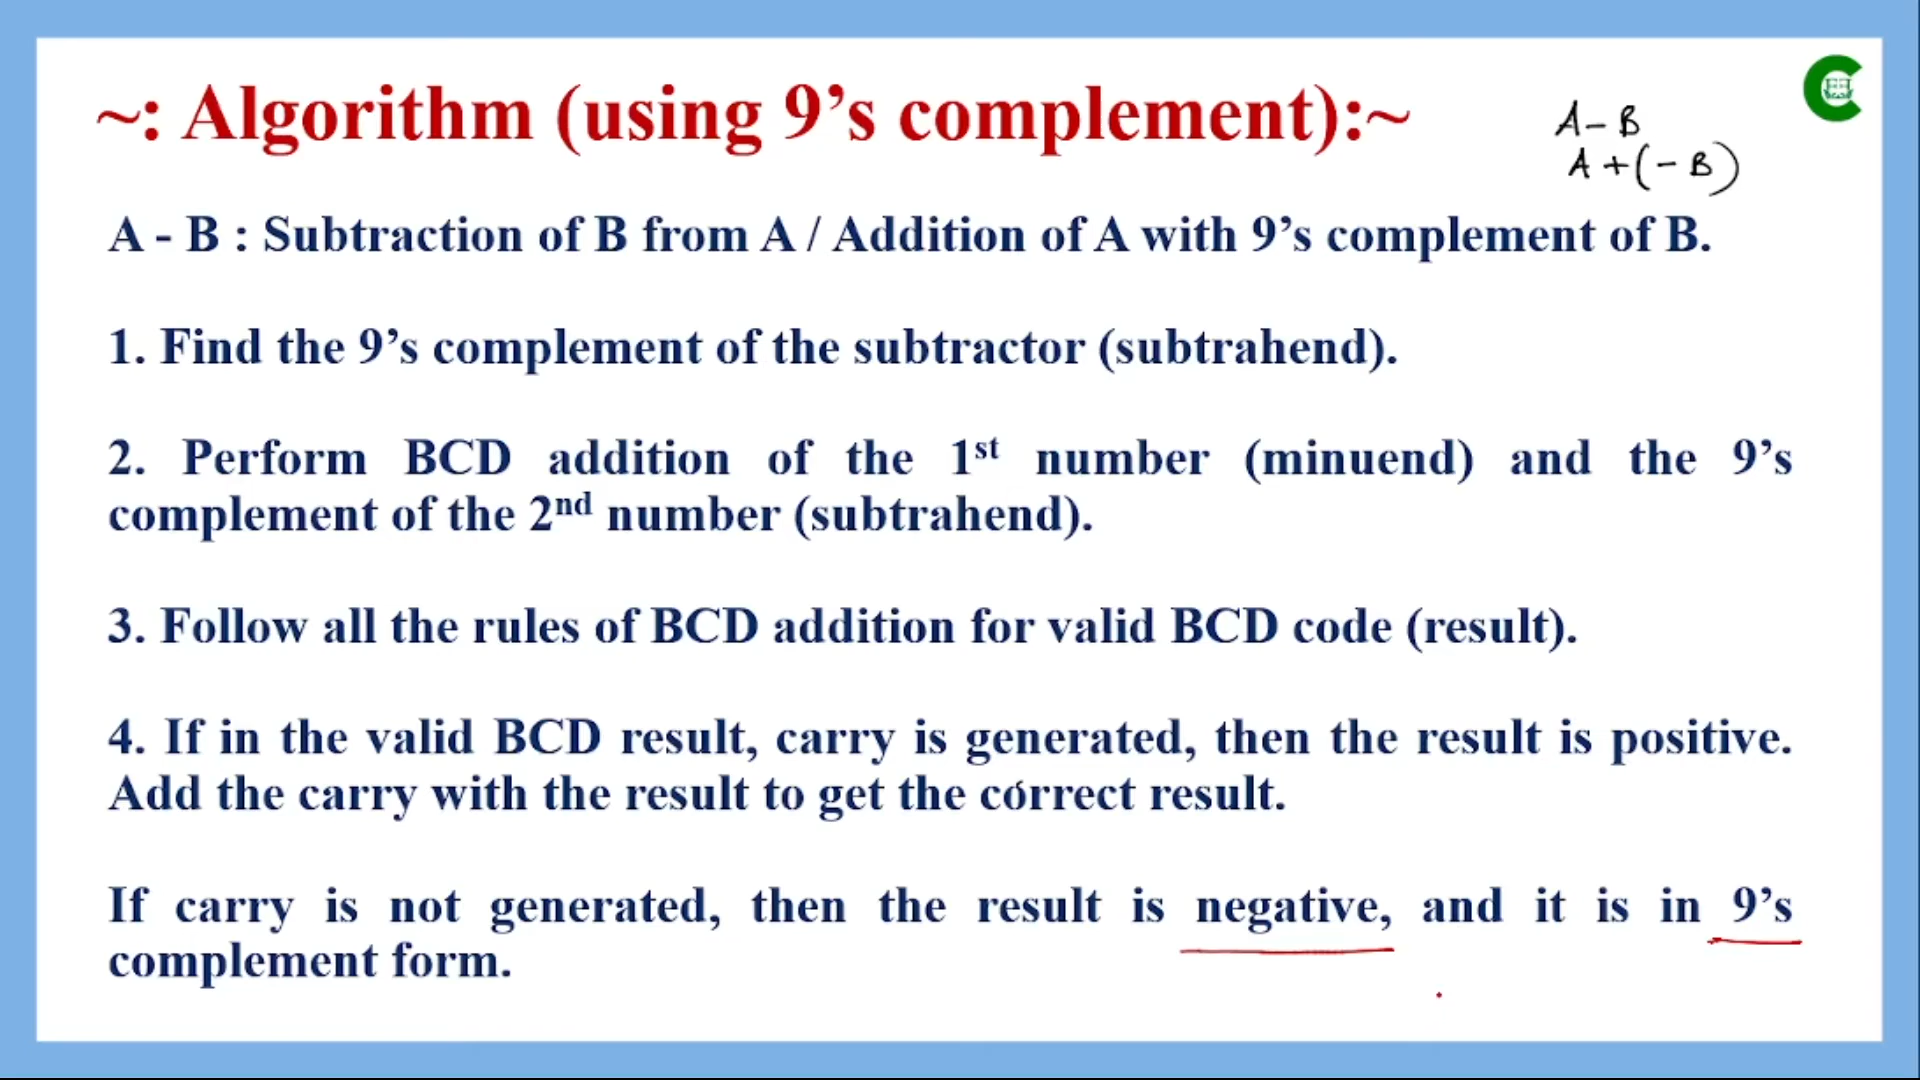 ~: Algorithm (using 9’s complement):~
A - B
A + (- B)
A - B : Subtraction of B from A / Addition of A with 9’s complement of B.
1. Find the 9’s complement of the subtractor (subtrahend).
2. Perform BCD addition of the 1st number (minuend) and the 9’s
complement of the 2nd number (subtrahend).
3. Follow all the rules of BCD addition for valid BCD code (result).
4. If in the valid BCD result, carry is generated, then the result is positive.
Add the carry with the result to get the correct result.
If carry is not generated, then the result is negative, and it is in 9’s
complement form.